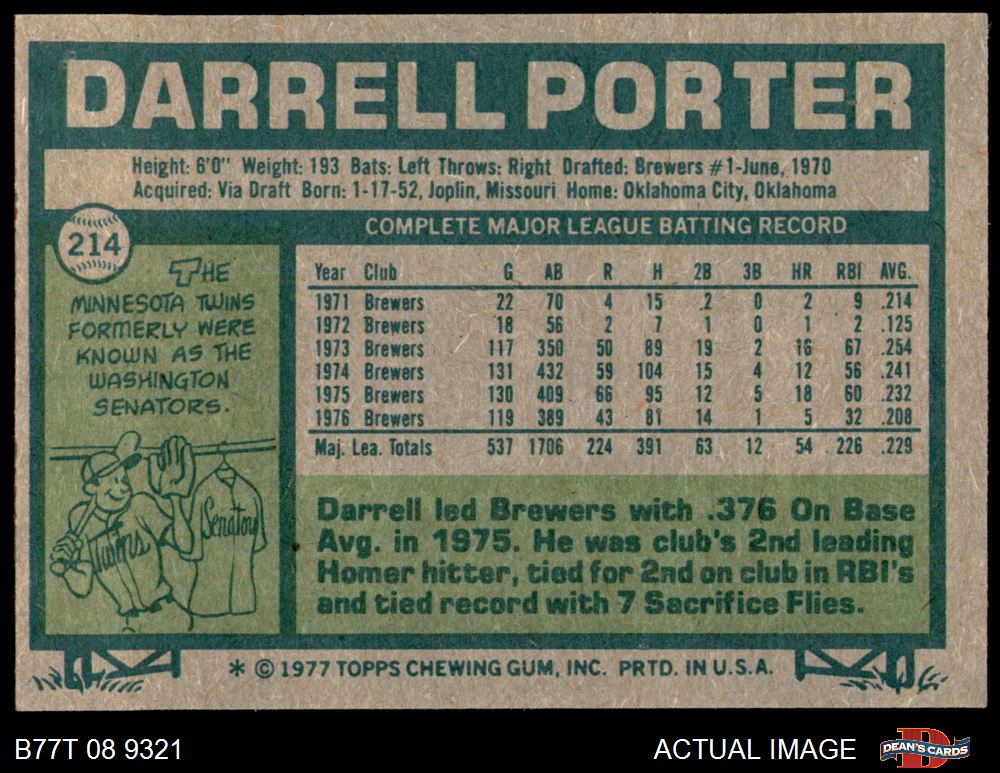 DARRELL PORTER
Height: 6'0" Weight: 193 Bats: Left Throws: Right Drafted: Brewers #1-June, 1970
Acquired: Via Draft Born: 1-17-52, Joplin, Missouri Home: Oklahoma City, Oklahoma
214
THE
MINNESOTA TWINS
FORMERLY WERE
KNOWN AS THE
WASHINGTON
SENATORS.
Twins
Senators
COMPLETE MAJOR LEAGUE BATTING RECORD
Year Club G AB R H 2B 3B HR RBI AVG.
1971 Brewers 22 70 4 15 2 0 2 9 .214
1972 Brewers 18 56 2 7 1 0 1 2 .125
1973 Brewers 117 350 50 89 19 2 16 67 .254
1974 Brewers 131 432 59 104 15 4 12 56 .241
1975 Brewers 130 409 66 95 12 5 18 60 .232
1976 Brewers 119 389 43 81 14 1 5 32 .208
Maj. Lea. Totals 537 1706 224 391 63 12 54 226 .229
Darrell led Brewers with .376 On Base
Avg. in 1975. He was club's 2nd leading
Homer hitter, tied for 2nd on club in RBI's
and tied record with 7 Sacrifice Flies.
* © 1977 TOPPS CHEWING GUM, INC. PRTD. IN U.S.A.
B77T 08 9321
ACTUAL IMAGE
DEAN'S CARDS